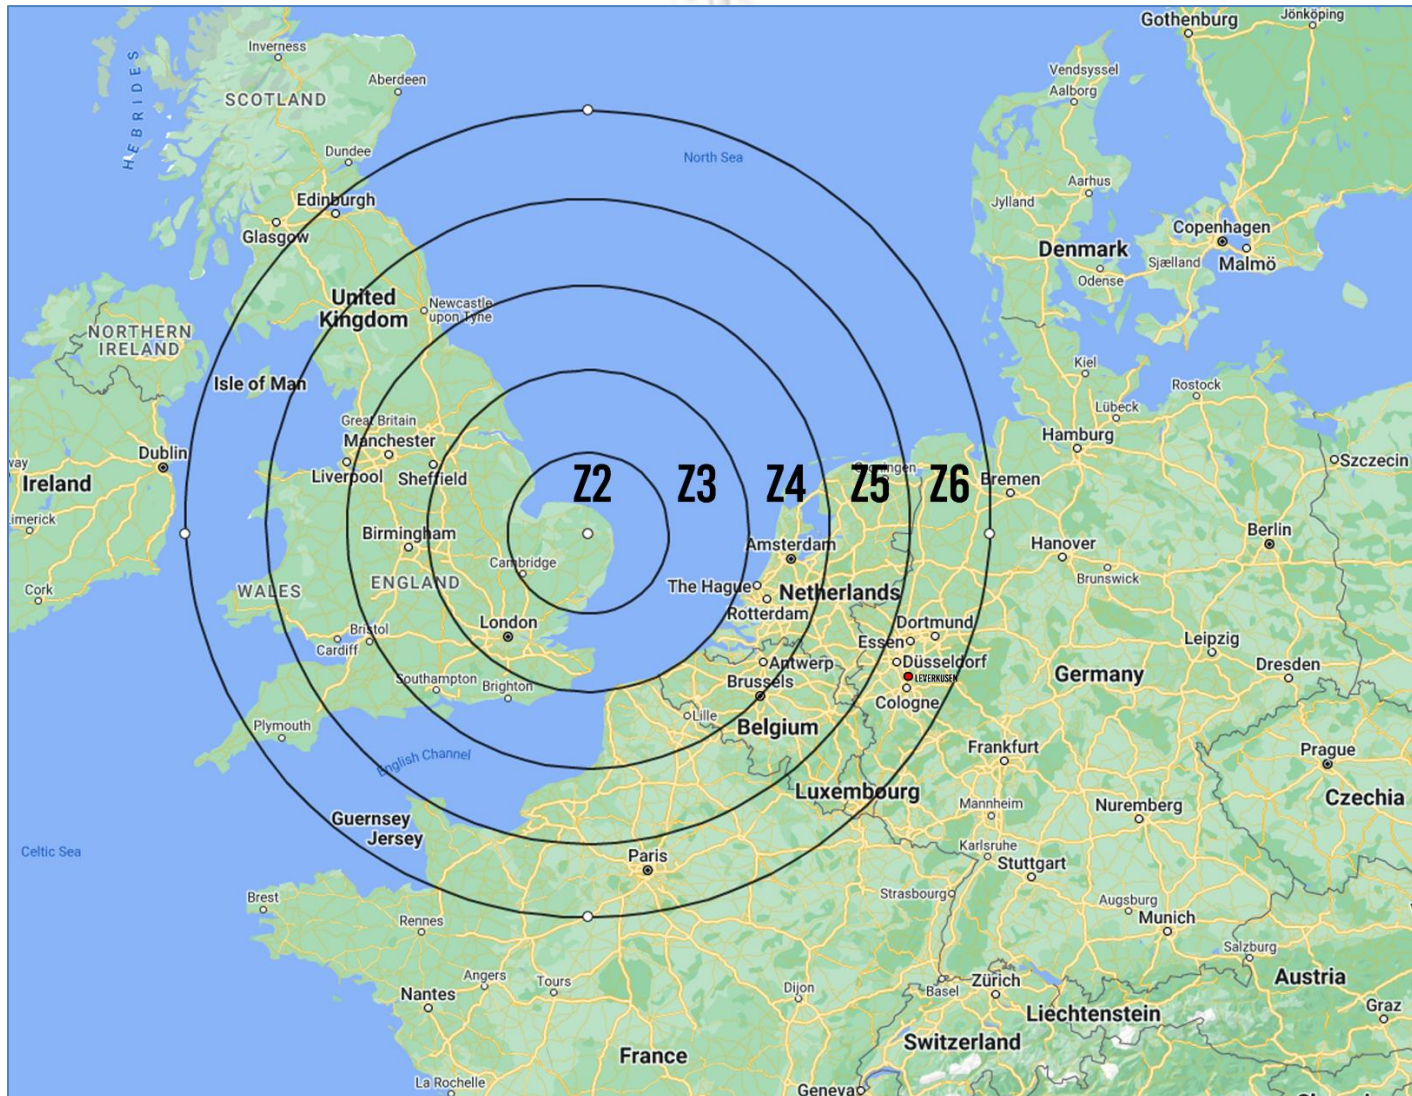 Gothenburg
Jönköping
Inverness
HEBRIDES
Vendsyssel
Aberdeen
Aalborg
SCOTLAND
Dundee
North Sea
Aarhus
Edinburgh
Jylland
Glasgow
Copenhagen
Denmark
Sjælland
Malmö
Odense
United
Kingdom
Newcastle
upon Tyne
NORTHERN
IRELAND
Isle of Man
Kiel
Rostock
Lübeck
Great Britain
Manchester
Hamburg
Dublin
way
Liverpool
Sheffield
Z2
Z3
Z4
Z5
Z6
Groningen
Bremen
Szczecin
Ireland
Limerick
Birmingham
Amsterdam
Hanover
Berlin
Cambridge
ENGLAND
Brunswick
Cork
WALES
The Hague
Netherlands
Rotterdam
London
Dortmund
Bristol
Essen
Cardiff
Leipzig
Antwerp
Düsseldorf
Dresden
Southampton
Brighton
Brussels
LEVERKUSEN
Germany
Cologne
Plymouth
Lille
Belgium
English Channel
Frankfurt
Prague
Luxembourg
Mannheim
Nuremberg
Czechia
Guernsey
Jersey
Celtic Sea
Paris
Karlsruhe
Stuttgart
Brest
Strasbourg
Augsburg
Rennes
Munich
Salzburg
Angers
Tours
Dijon
Basel
Zürich
Austria
Nantes
Liechtenstein
Graz
Switzerland
France
La Rochelle
Geneva